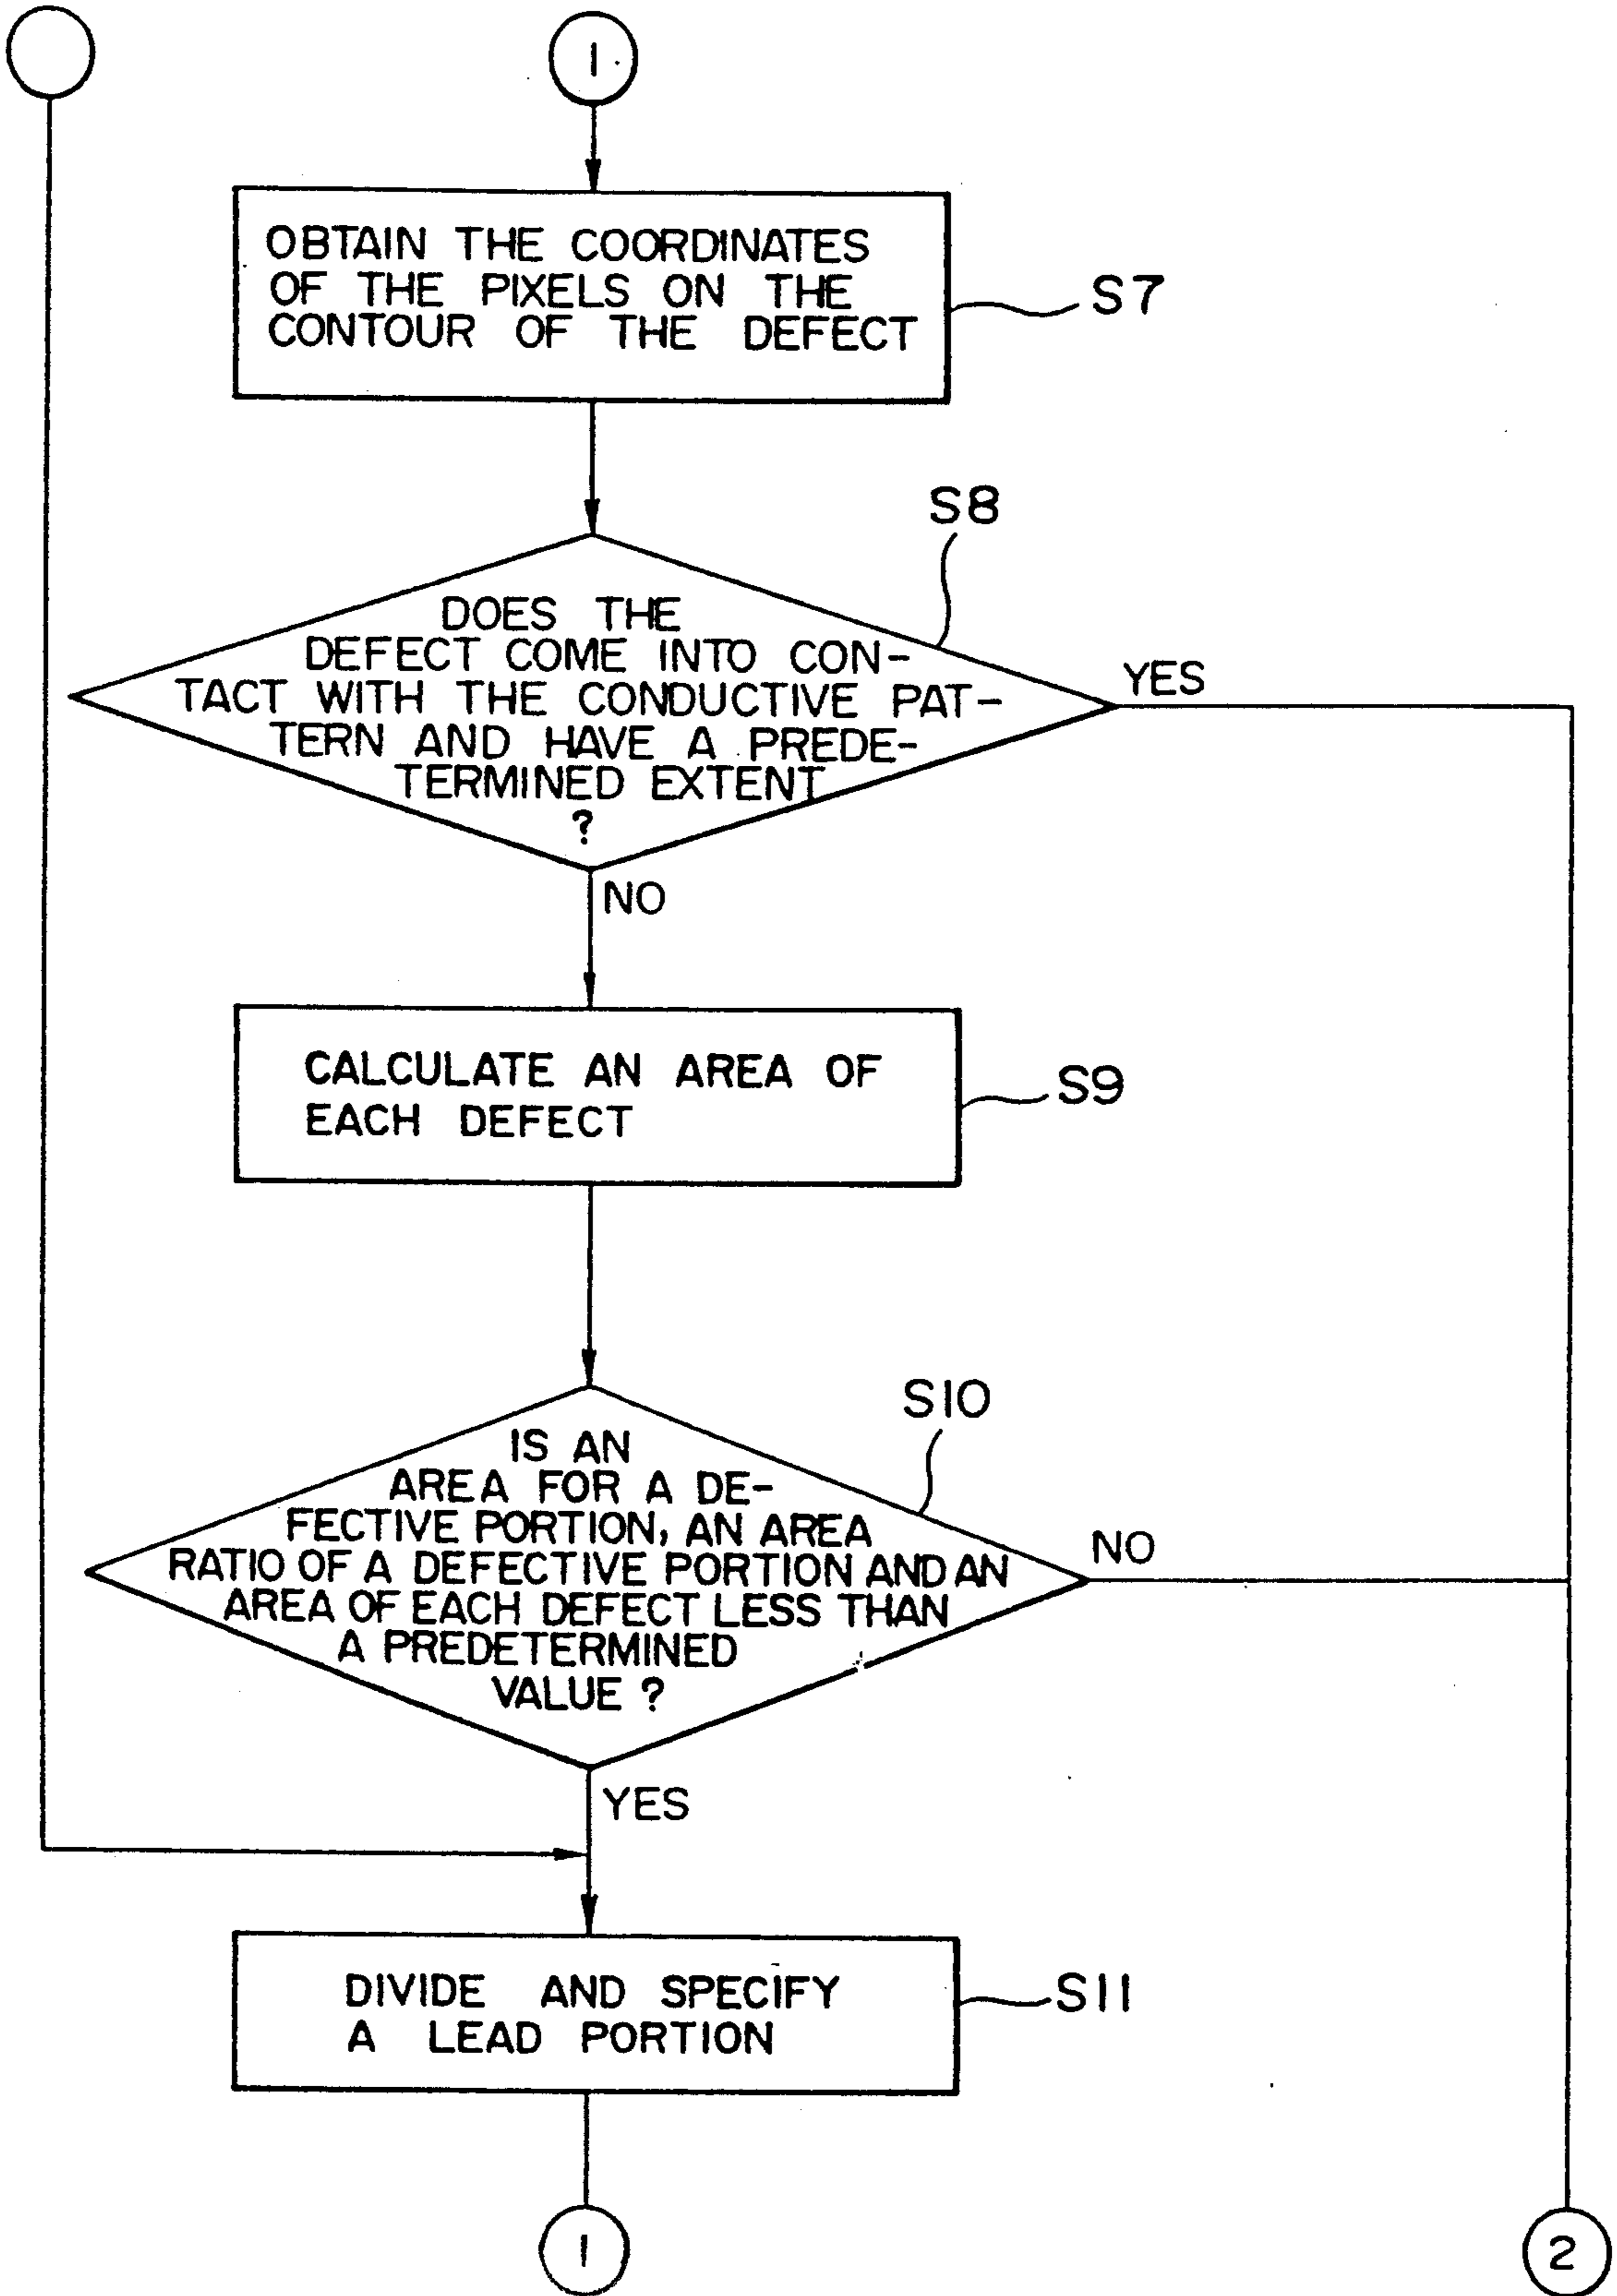 1
OBTAIN THE COORDINATES
OF THE PIXELS ON THE
CONTOUR OF THE DEFECT
S7
S8
DOES THE
DEFECT COME INTO CON-
TACT WITH THE CONDUCTIVE PAT-
TERN AND HAVE A PREDE-
TERMINED EXTENT
?
YES
NO
CALCULATE AN AREA OF
EACH DEFECT
S9
S10
IS AN
AREA FOR A DE-
FECTIVE PORTION, AN AREA
RATIO OF A DEFECTIVE PORTION AND AN
AREA OF EACH DEFECT LESS THAN
A PREDETERMINED
VALUE ?
NO
YES
DIVIDE AND SPECIFY
A LEAD PORTION
S11
1
2